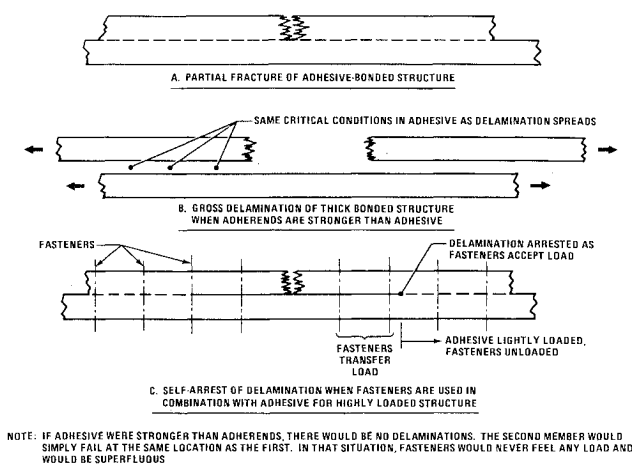 A. PARTIAL FRACTURE OF ADHESIVE-BONDED STRUCTURE
SAME CRITICAL CONDITIONS IN ADHESIVE AS DELAMINATION SPREADS
B. GROSS DELAMINATION OF THICK BONDED STRUCTURE
WHEN ADHERENDS ARE STRONGER THAN ADHESIVE
FASTENERS
DELAMINATION ARRESTED AS
FASTENERS ACCEPT LOAD
FASTENERS
TRANSFER
LOAD
ADHESIVE LIGHTLY LOADED,
FASTENERS UNLOADED
C. SELF-ARREST OF DELAMINATION WHEN FASTENERS ARE USED IN
COMBINATION WITH ADHESIVE FOR HIGHLY LOADED STRUCTURE
NOTE: IF ADHESIVE WERE STRONGER THAN ADHERENDS, THERE WOULD BE NO DELAMINATIONS. THE SECOND MEMBER WOULD
SIMPLY FAIL AT THE SAME LOCATION AS THE FIRST. IN THAT SITUATION, FASTENERS WOULD NEVER FEEL ANY LOAD AND
WOULD BE SUPERFLUOUS